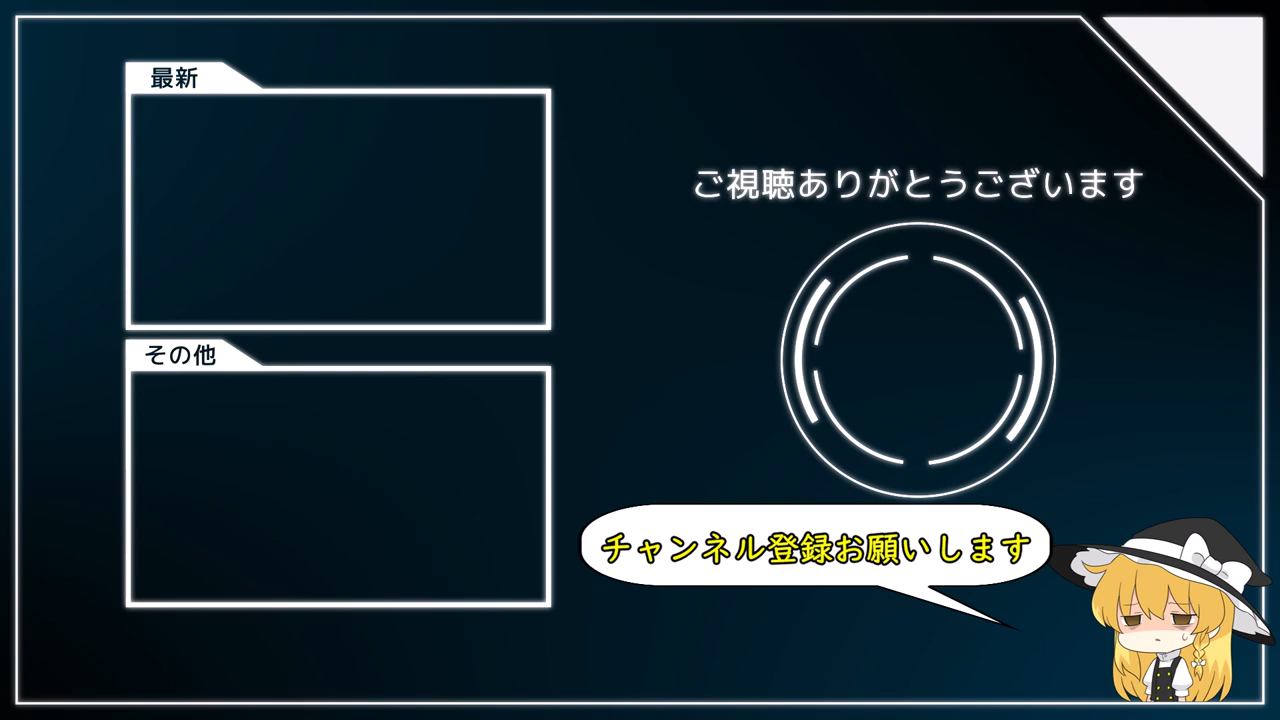 最新
その他
ご視聴ありがとうございます
チャンネル登録お願いします